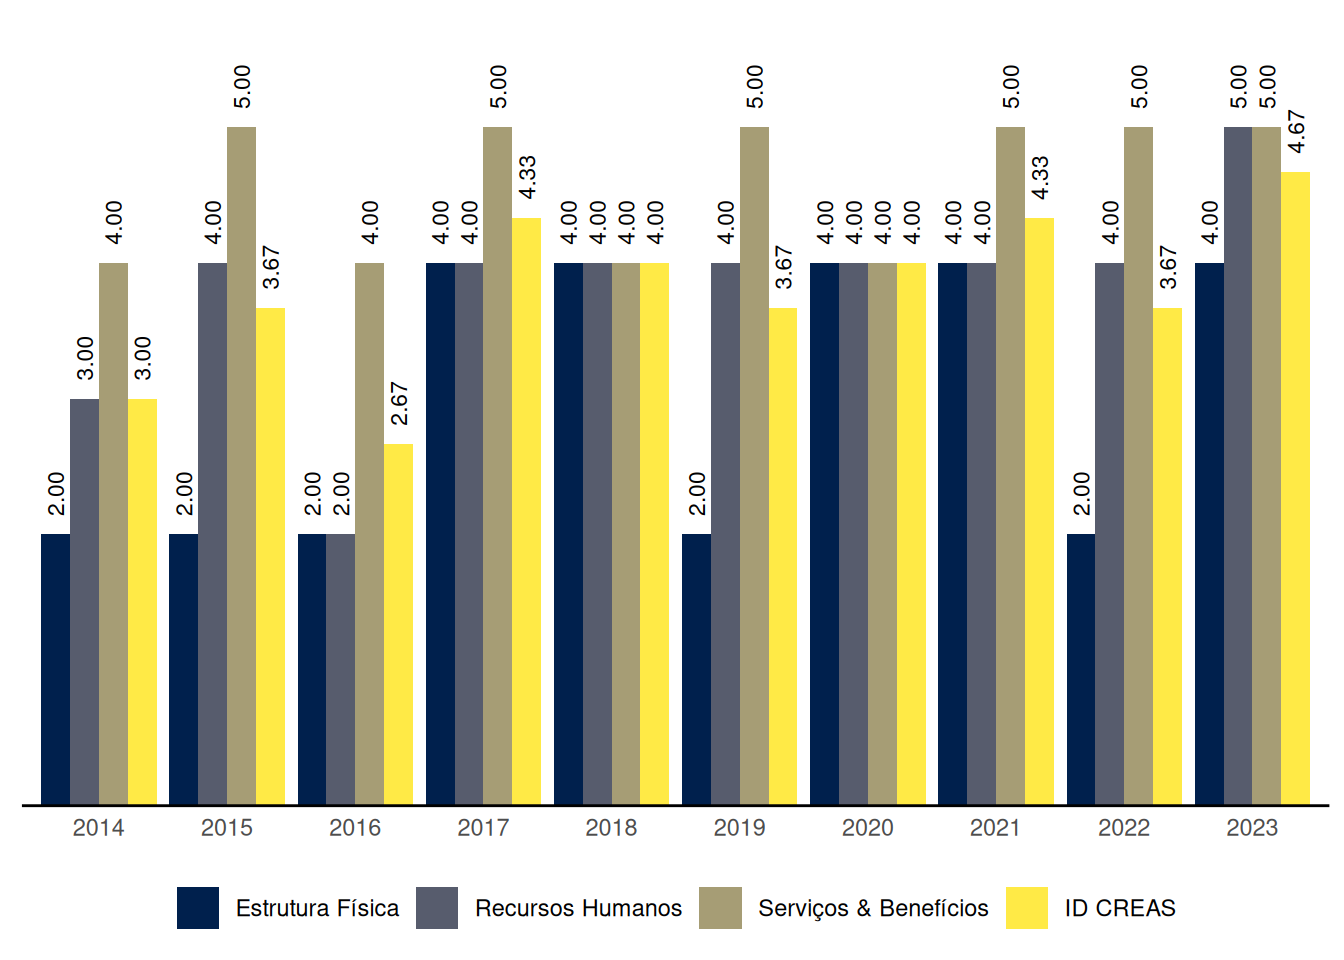 5.00 5.00 5.00 5.00 5.00 5.00 5.00
4.67
4.33 4.33
4.00 4.00 4.00 4.00 4.00 4.00 4.00 4.00 4.00 4.00 4.00 4.00 4.00 4.00 4.00 4.00 4.00 4.00 4.00
3.67 3.67 3.67
3.00 3.00
2.67
2.00 2.00 2.00 2.00 2.00 2.00
2014 2015 2016 2017 2018 2019 2020 2021 2022 2023
Estrutura Física Recursos Humanos Serviços & Benefícios ID CREAS